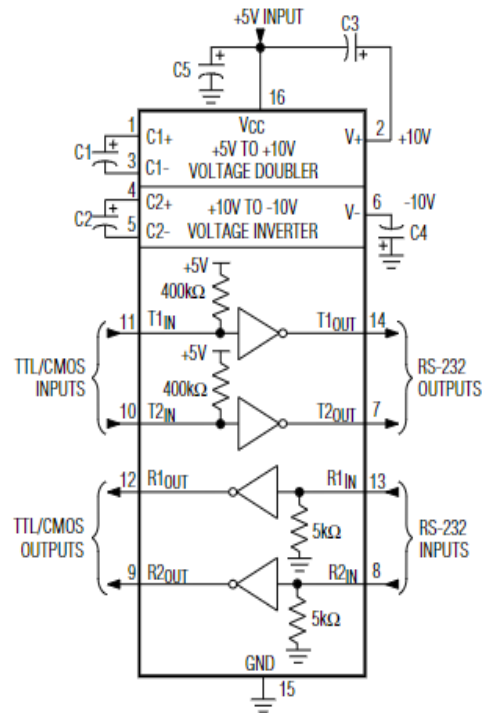 +5V INPUT
C3
+
C5
+
16
1
C1+
VCC
V+
2
+10V
+5V TO +10V
VOLTAGE DOUBLER
C1
+
3
C1-
4
C2+
+10V TO -10V
VOLTAGE INVERTER
V-
6
-10V
C2
+
5
C2-
C4
+
+5V
400kΩ
11
T1IN
T1OUT
14
+5V
TTL/CMOS
INPUTS
400kΩ
RS-232
OUTPUTS
10
T2IN
T2OUT
7
12
R1OUT
R1IN
13
TTL/CMOS
OUTPUTS
5kΩ
RS-232
INPUTS
9
R2OUT
R2IN
8
5kΩ
GND
15